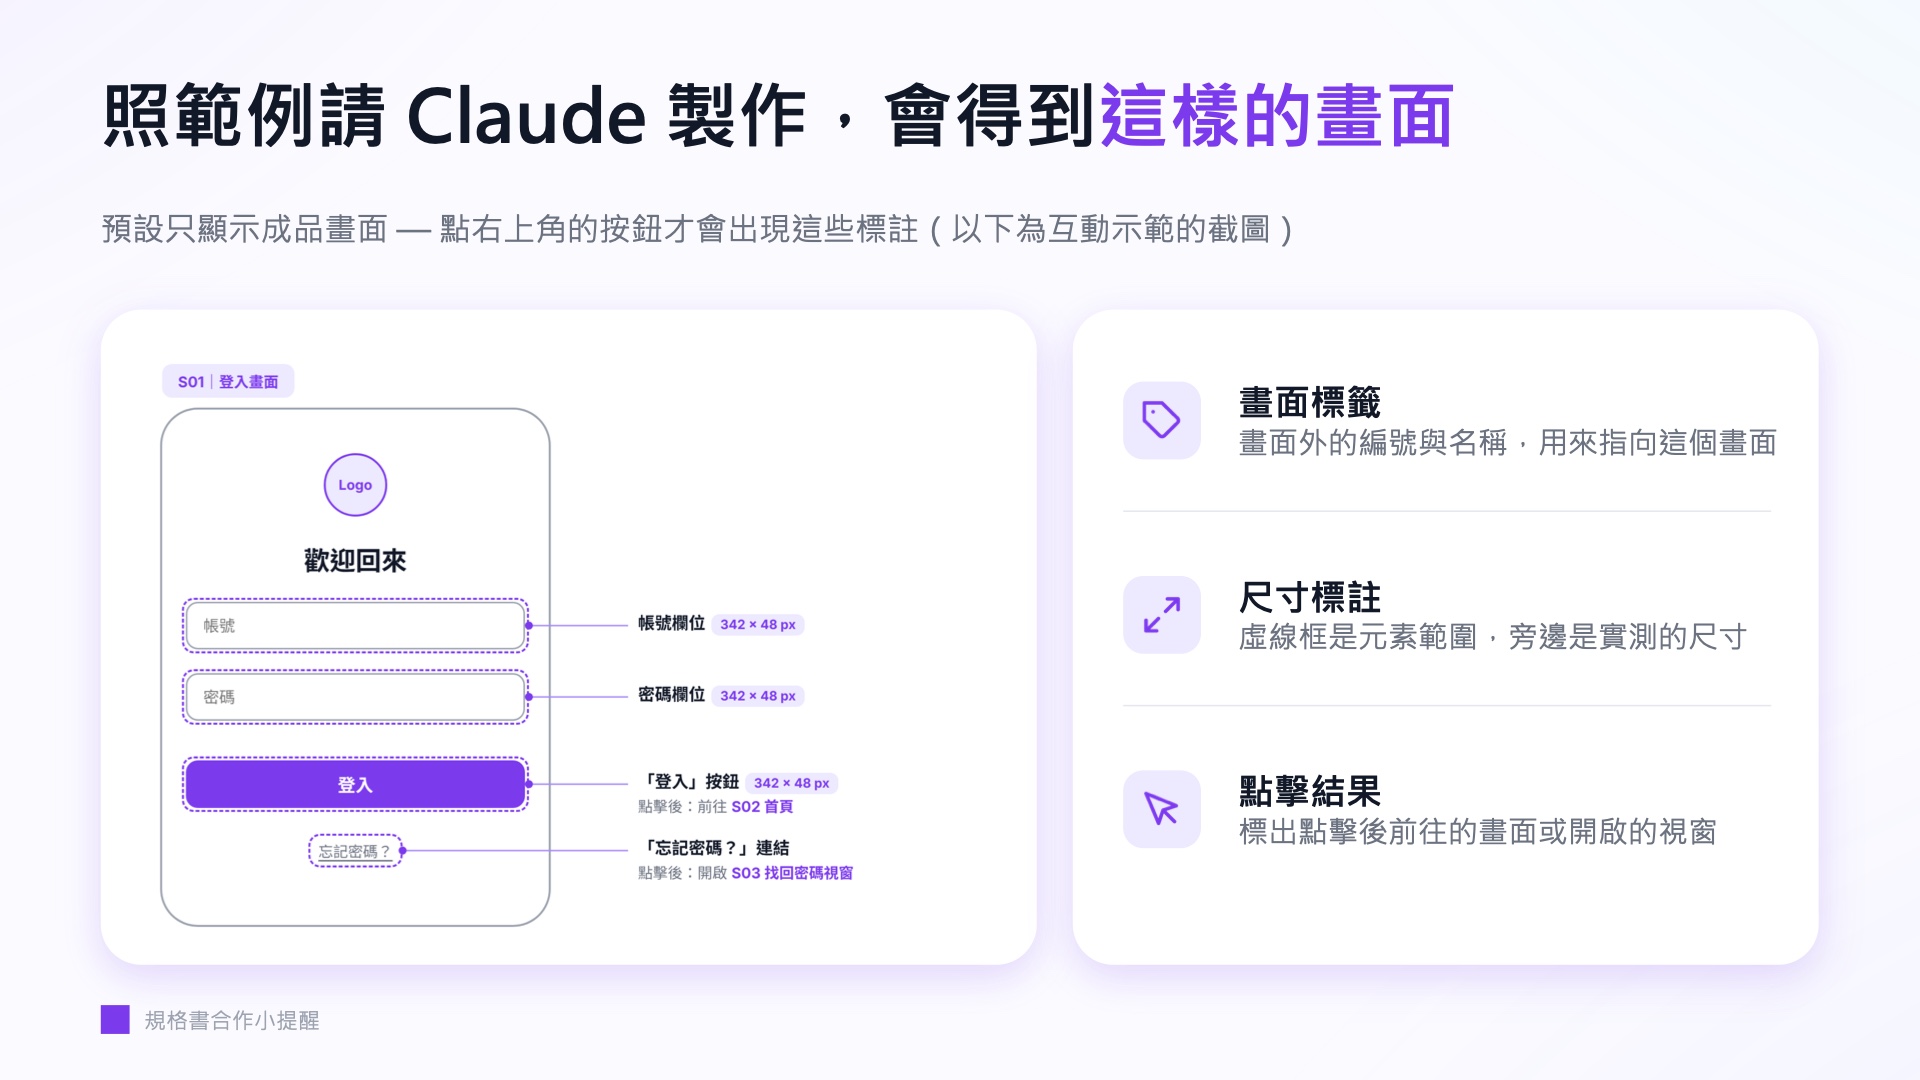 照範例請 Claude 製作，會得到這樣的畫面
預設只顯示成品畫面 — 點右上角的按鈕才會出現這些標註（以下為互動示範的截圖）
S01｜登入畫面
Logo
歡迎回來
帳號
帳號欄位 342 × 48 px
密碼
密碼欄位 342 × 48 px
登入
「登入」按鈕 342 × 48 px
點擊後：前往 S02 首頁
忘記密碼？
「忘記密碼？」連結
點擊後：開啟 S03 找回密碼視窗
畫面標籤
畫面外的編號與名稱，用來指向這個畫面
尺寸標註
虛線框是元素範圍，旁邊是實測的尺寸
點擊結果
標出點擊後前往的畫面或開啟的視窗
規格書合作小提醒